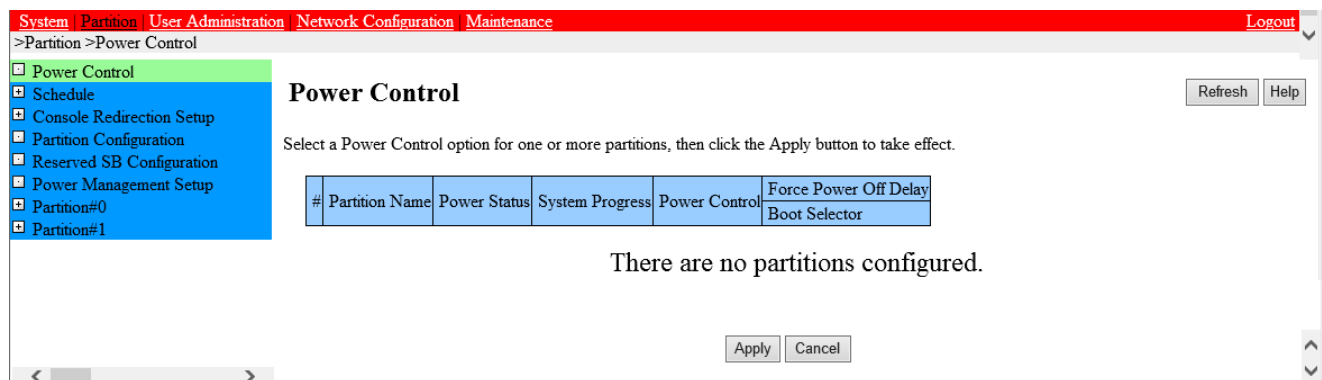 System | Partition | User Administration | Network Configuration | Maintenance Logout
>Partition >Power Control
Power Control
Schedule
Console Redirection Setup
Partition Configuration
Reserved SB Configuration
Power Management Setup
Partition#0
Partition#1
Power Control
Refresh Help
Select a Power Control option for one or more partitions, then click the Apply button to take effect.
# Partition Name Power Status System Progress Power Control Force Power Off Delay
Boot Selector
There are no partitions configured.
Apply Cancel